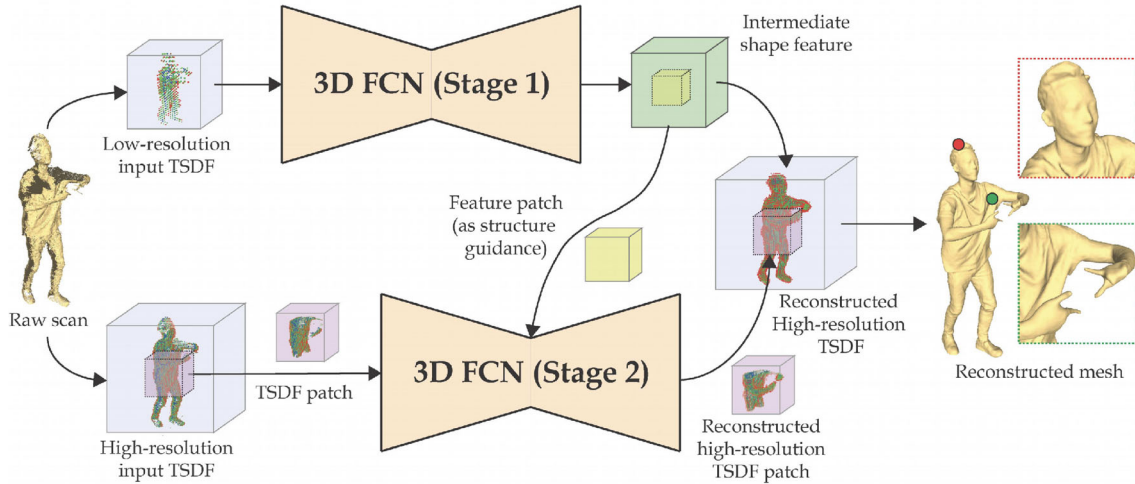 Low-resolution
input TSDF
3D FCN (Stage 1)
Intermediate
shape feature
Raw scan
Feature patch
(as structure
guidance)
High-resolution
input TSDF
TSDF patch
3D FCN (Stage 2)
Reconstructed
high-resolution
TSDF patch
Reconstructed
High-resolution
TSDF
Reconstructed mesh